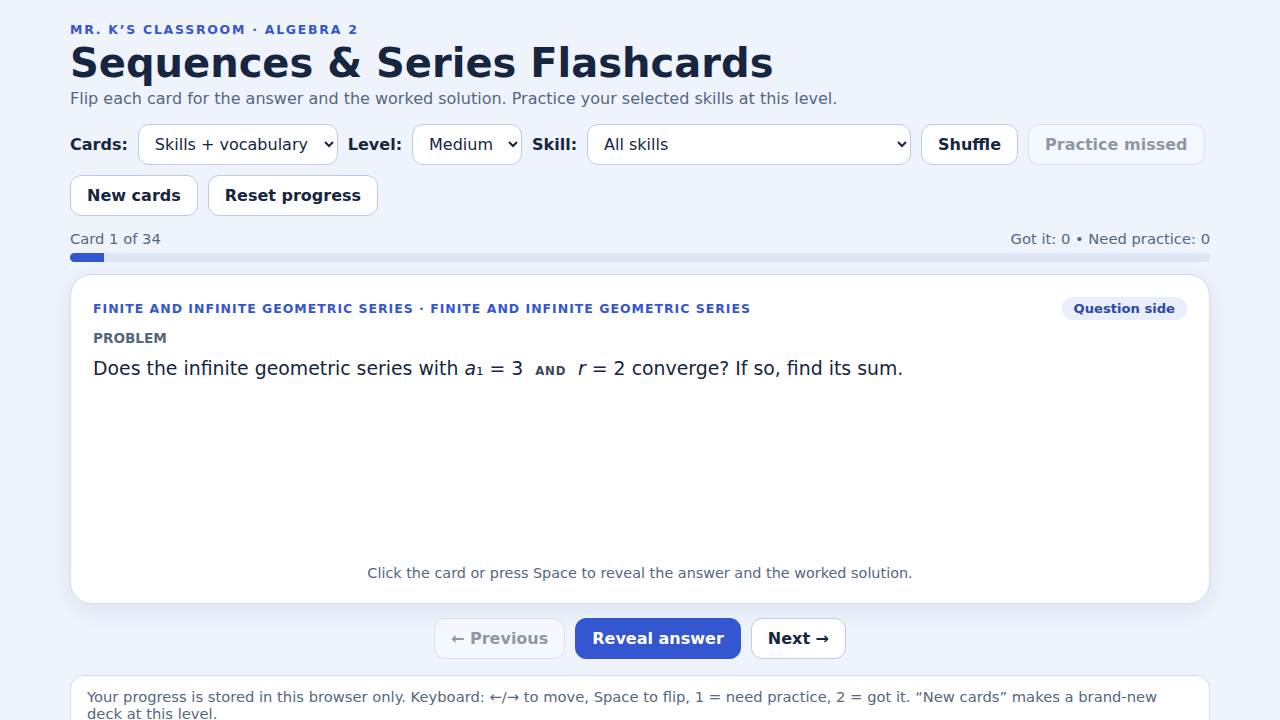 MR. K’S CLASSROOM · ALGEBRA 2
Sequences & Series Flashcards
Flip each card for the answer and the worked solution. Practice your selected skills at this level.
Cards: Skills + vocabulary Level: Medium Skill: All skills Shuffle Practice missed
New cards Reset progress
Card 1 of 34 Got it: 0 • Need practice: 0
FINITE AND INFINITE GEOMETRIC SERIES · FINITE AND INFINITE GEOMETRIC SERIES Question side
PROBLEM
Does the infinite geometric series with a₁ = 3 AND r = 2 converge? If so, find its sum.
Click the card or press Space to reveal the answer and the worked solution.
← Previous Reveal answer Next →
Your progress is stored in this browser only. Keyboard: ←/→ to move, Space to flip, 1 = need practice, 2 = got it. “New cards” makes a brand-new
deck at this level.